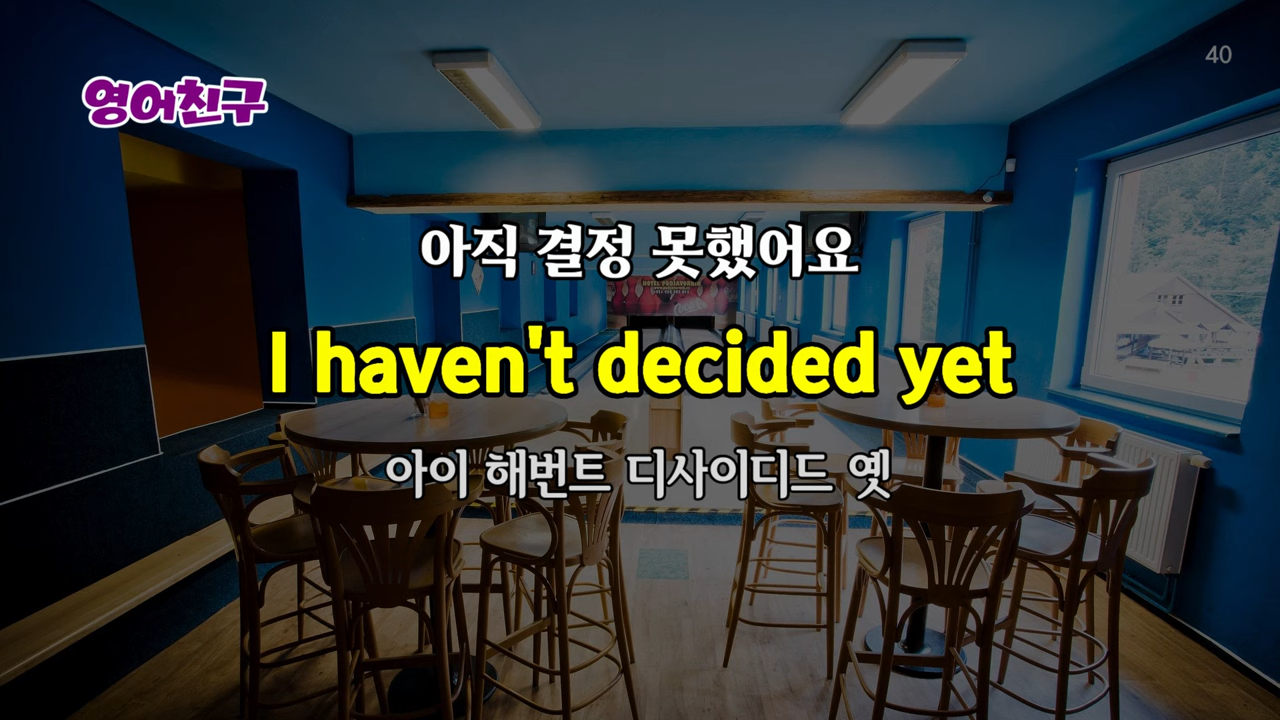 영어친구
40
아직 결정 못했어요
I haven't decided yet
아이 해번트 디사이디드 옛